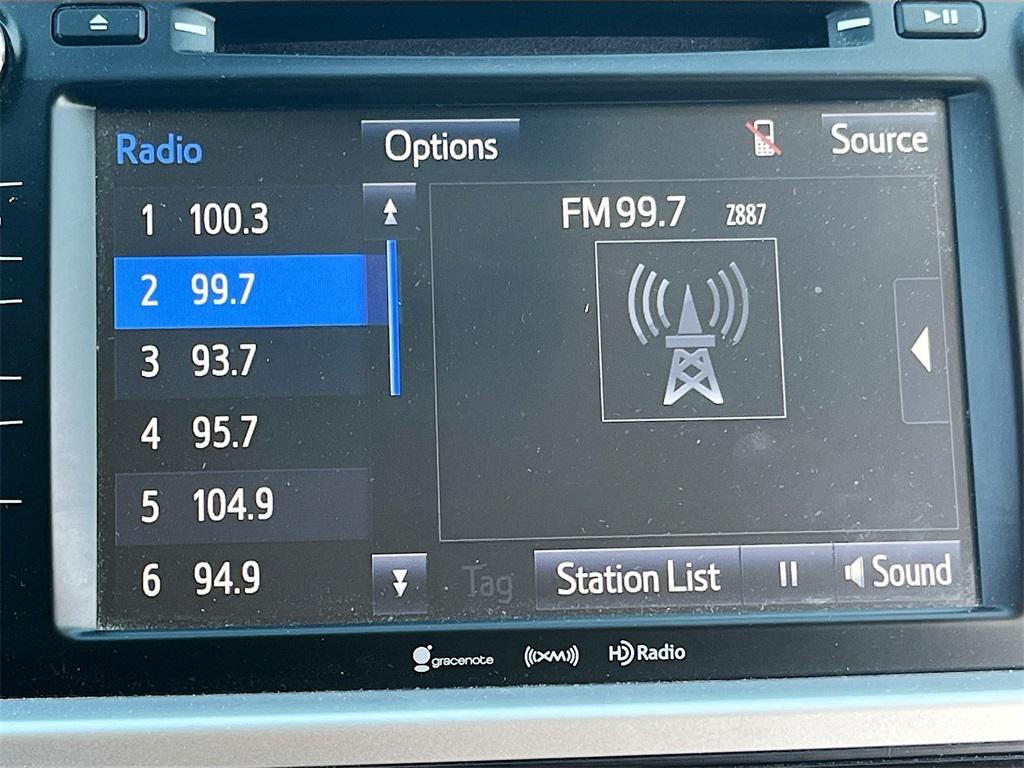 Radio
Options
Source
1 100.3
2 99.7
3 93.7
4 95.7
5 104.9
6 94.9
FM 99.7 Z887
Tag
Station List
Sound
gracenote
((XM))
HD Radio